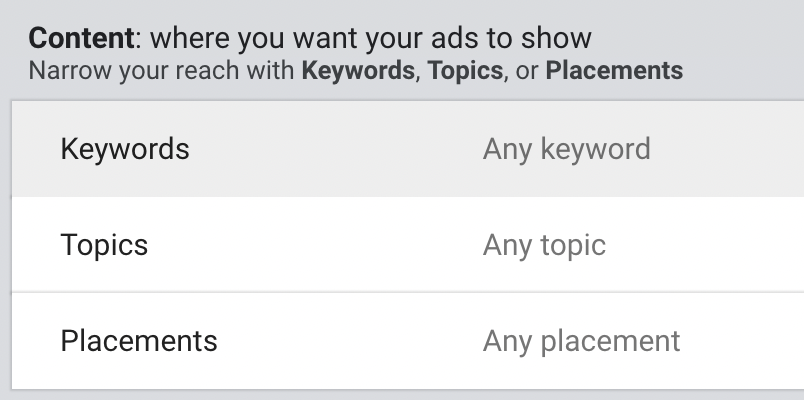 Content: where you want your ads to show
Narrow your reach with Keywords, Topics, or Placements
Keywords Any keyword
Topics Any topic
Placements Any placement